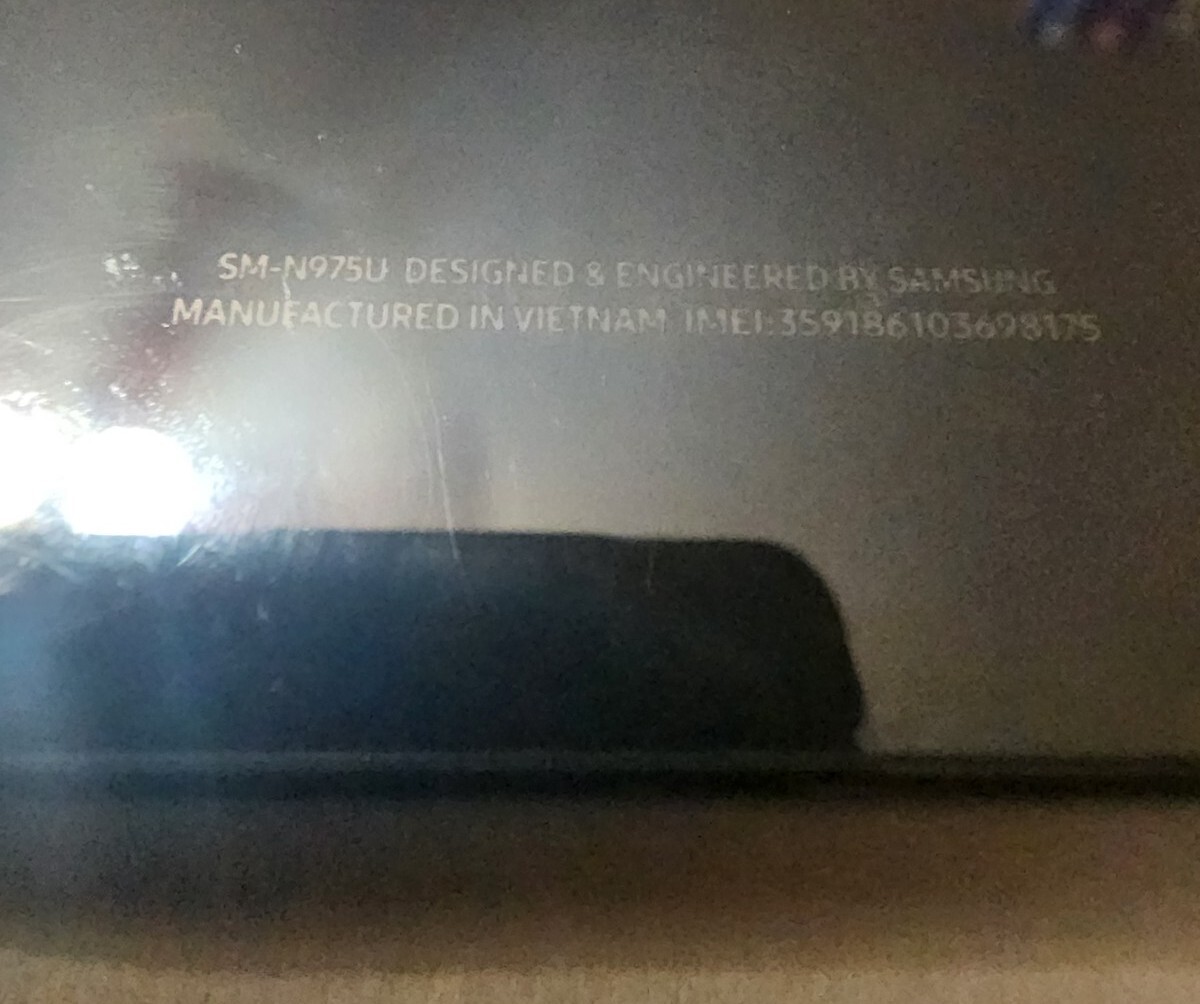 SM-N975U DESIGNED & ENGINEERED BY SAMSUNG
MANUFACTURED IN VIETNAM IMEI:359186103698175